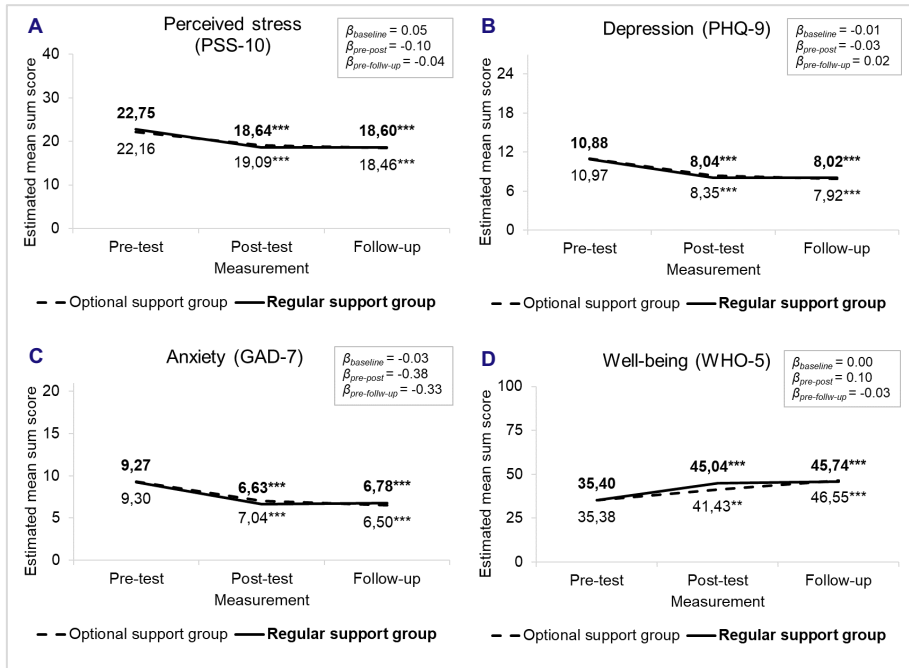 A
Perceived stress
(PSS-10)
βbaseline = 0.05
βpre-post = -0.10
βpre-follw-up = -0.04
Estimated mean sum score
40
30
20
10
0
22,75
22,16
18,64***
19,09***
18,60***
18,46***
Pre-test
Post-test
Follow-up
Measurement
Optional support group
Regular support group
B
Depression (PHQ-9)
βbaseline = -0.01
βpre-post = -0.03
βpre-follw-up = 0.02
Estimated mean sum score
24
18
12
6
0
10,88
10,97
8,04***
8,35***
8,02***
7,92***
Pre-test
Post-test
Follow-up
Measurement
Optional support group
Regular support group
C
Anxiety (GAD-7)
βbaseline = -0.03
βpre-post = -0.38
βpre-follw-up = -0.33
Estimated mean sum score
20
15
10
5
0
9,27
9,30
6,63***
7,04***
6,78***
6,50***
Pre-test
Post-test
Follow-up
Measurement
Optional support group
Regular support group
D
Well-being (WHO-5)
βbaseline = 0.00
βpre-post = 0.10
βpre-follw-up = -0.03
Estimated mean sum score
100
75
50
25
0
35,40
35,38
45,04***
41,43**
45,74***
46,55***
Pre-test
Post-test
Follow-up
Measurement
Optional support group
Regular support group